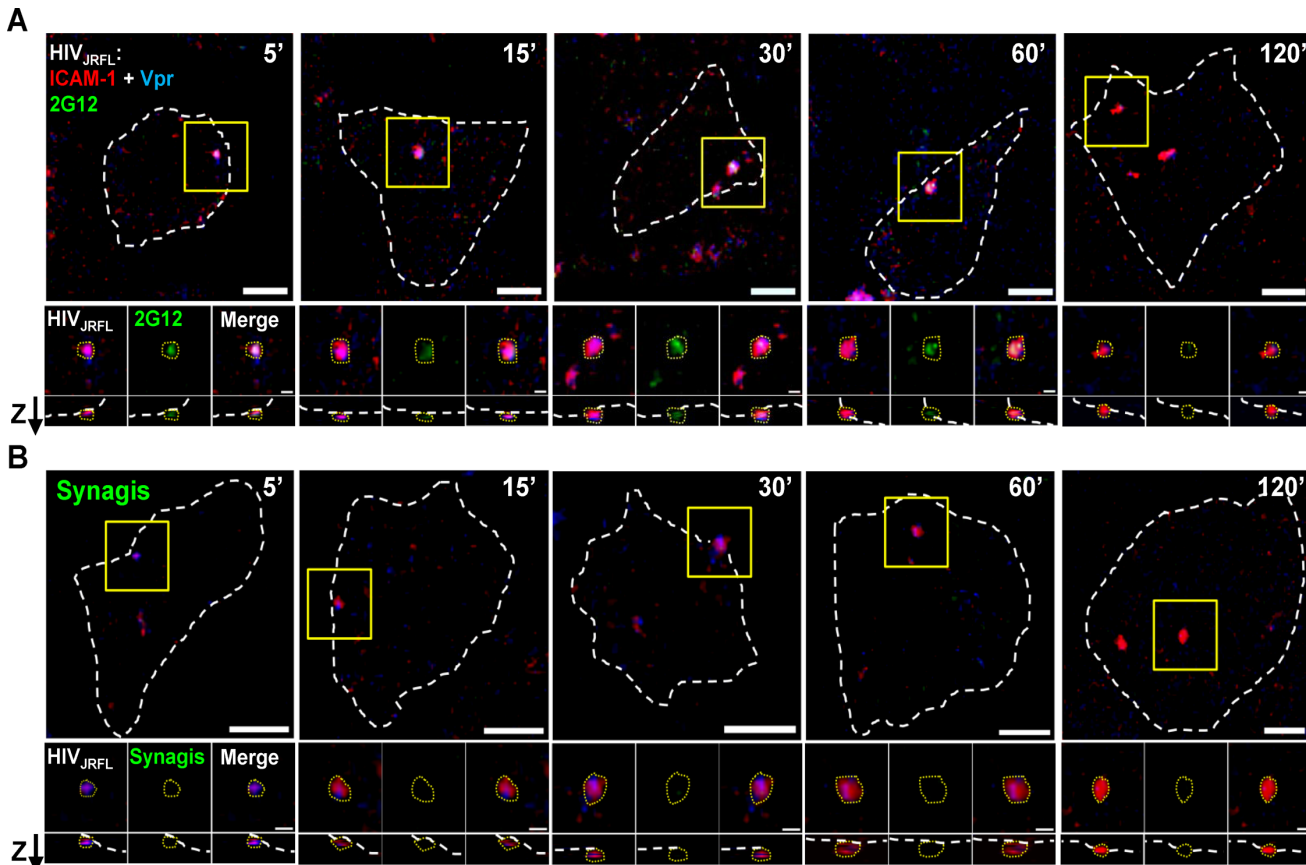 A
HIVJRFL:
ICAM-1 + Vpr
2G12
5’
15’
30’
60’
120’
HIVJRFL 2G12 Merge
Z
B
Synagis
5’
15’
30’
60’
120’
HIVJRFL Synagis Merge
Z